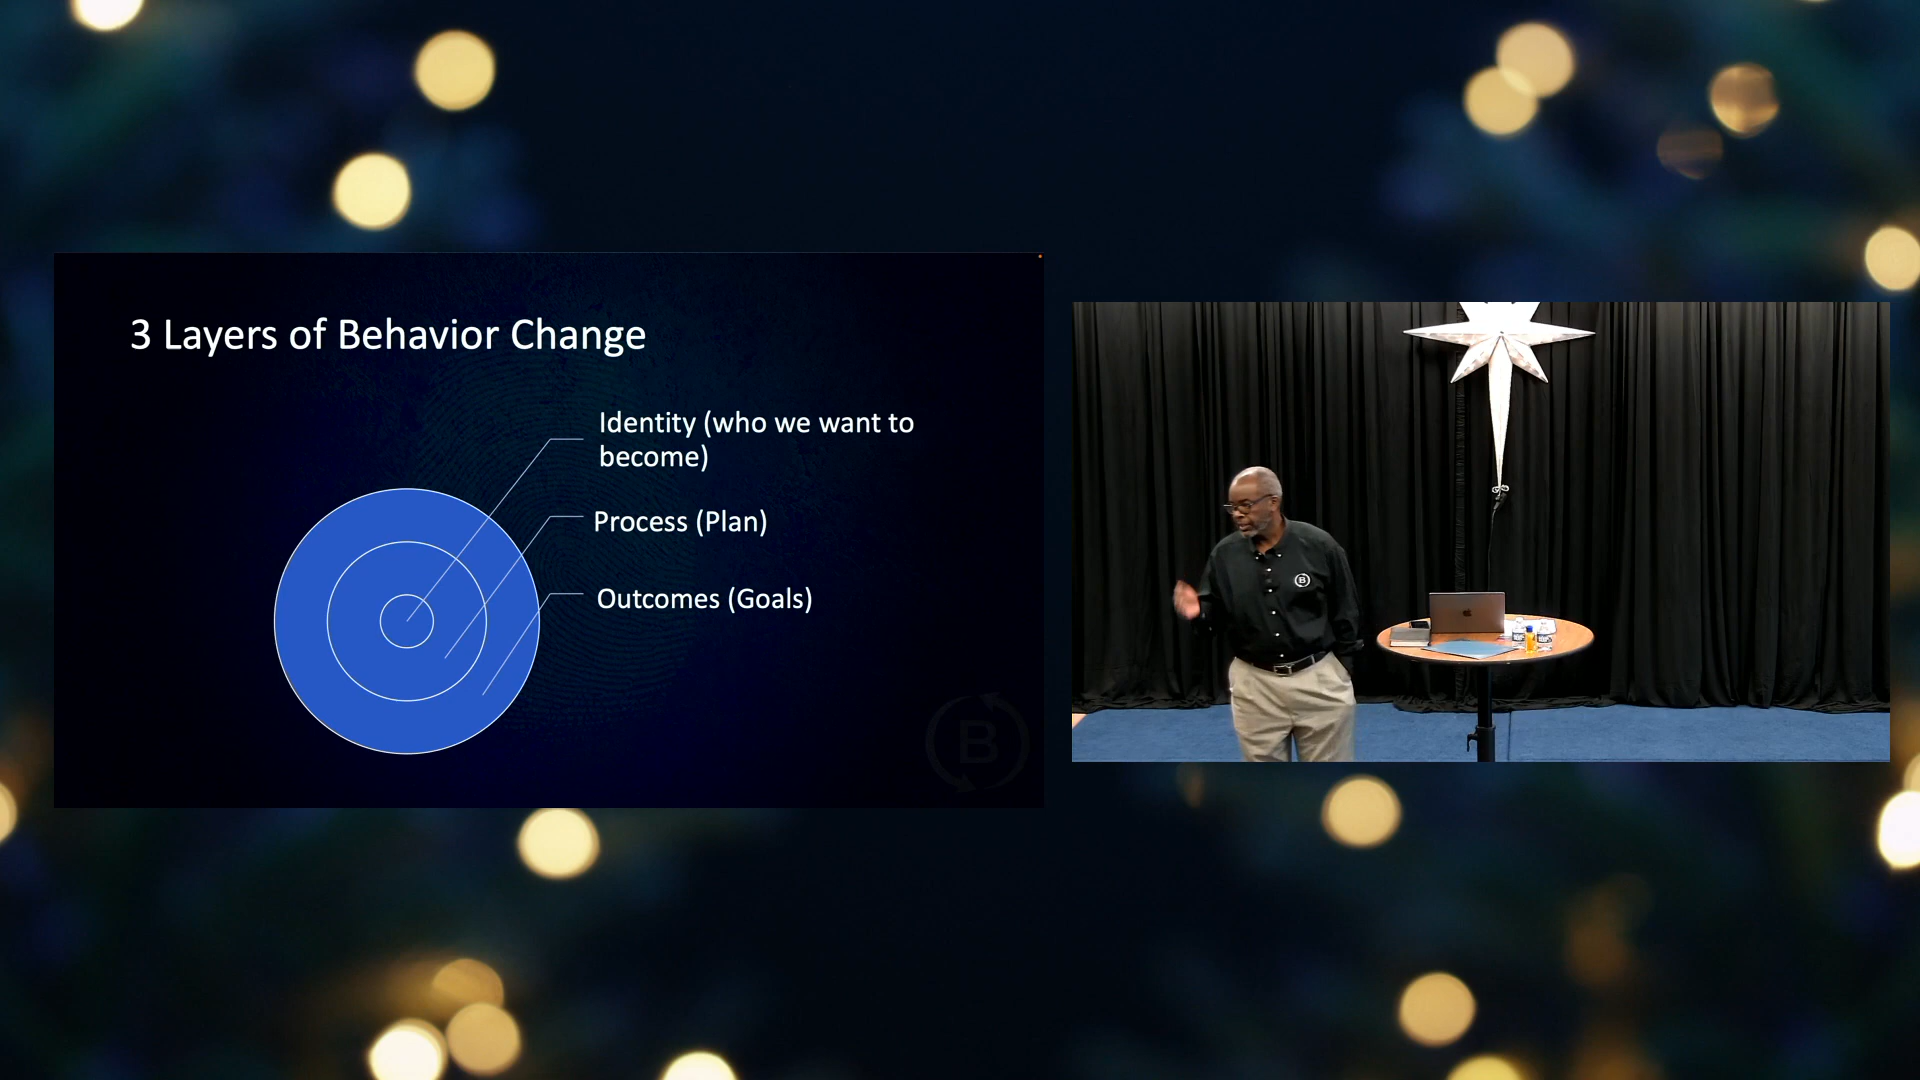 3 Layers of Behavior Change
Identity (who we want to
become)
Process (Plan)
Outcomes (Goals)
B
B